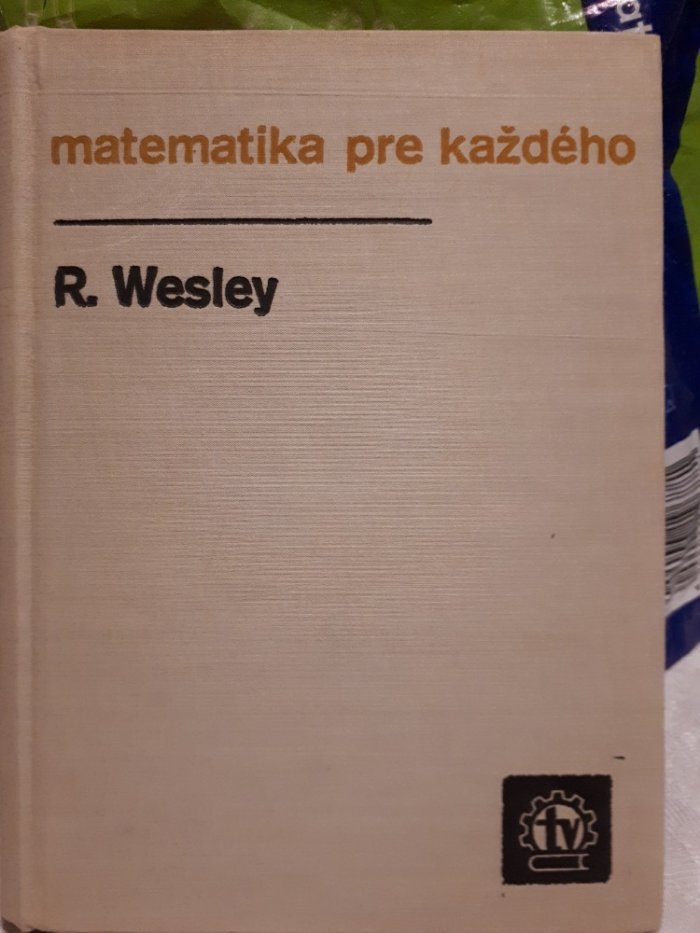 matematika pre každého
R. Wesley
tv